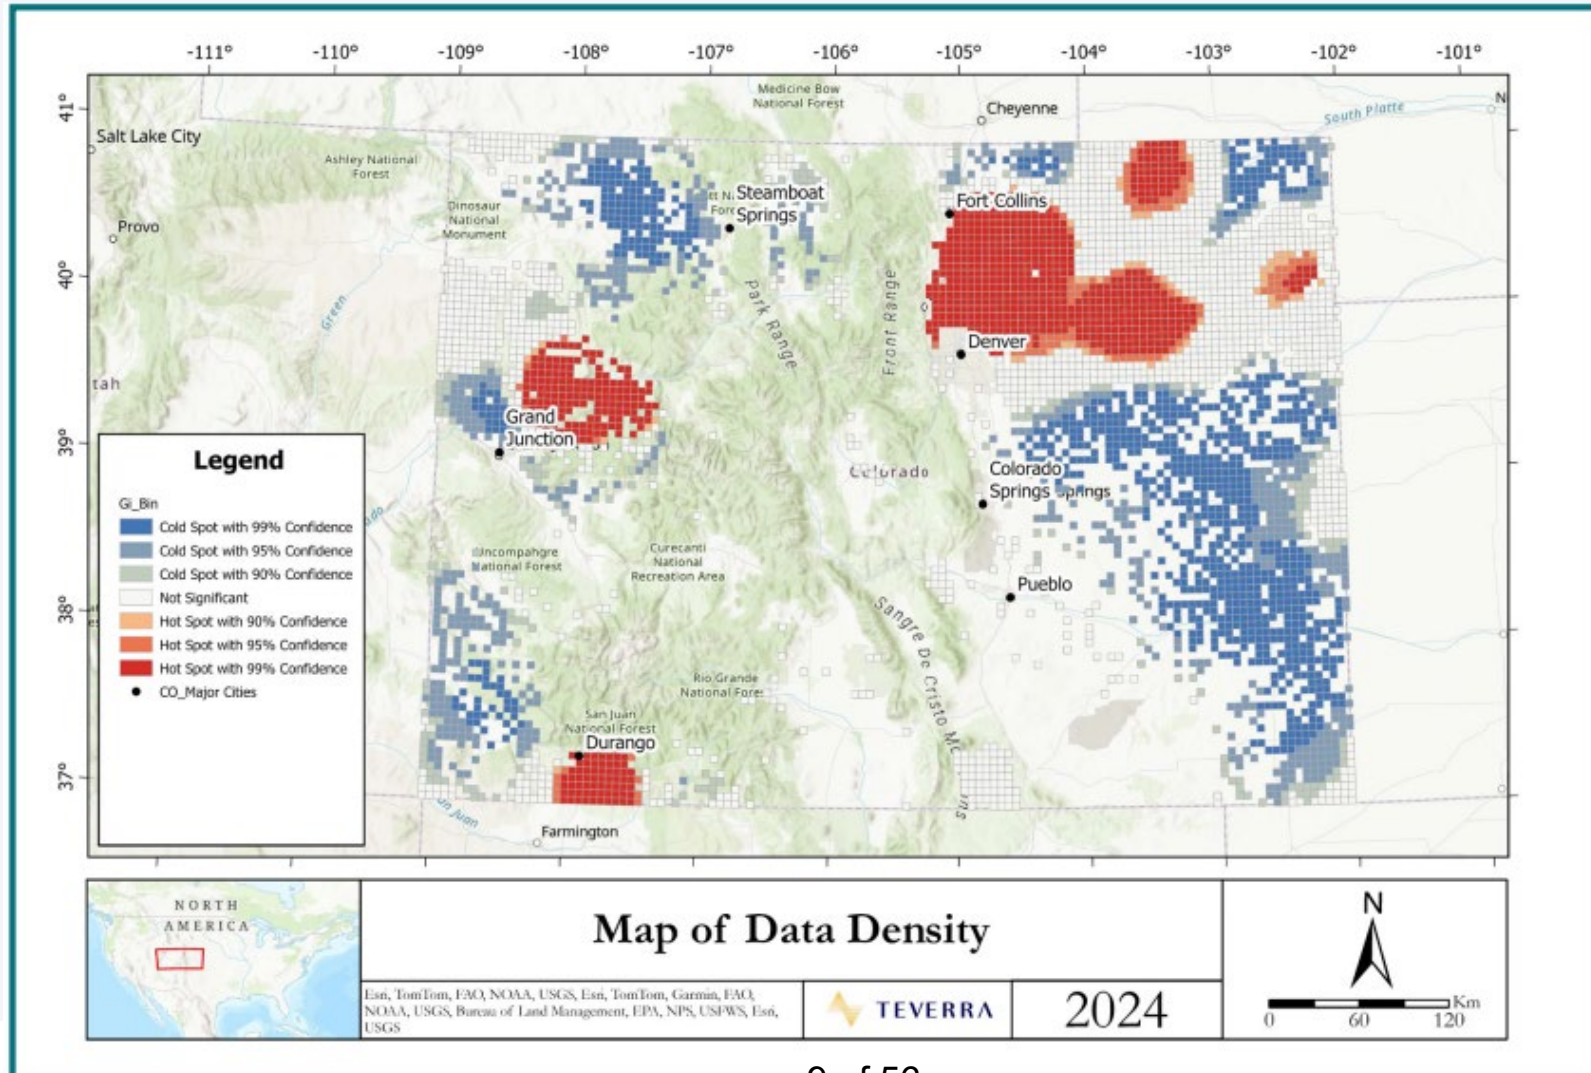 -111° -110° -109° -108° -107° -106° -105° -104° -103° -102° -101°
41°
40°
39°
38°
37°
Medicine Bow
National Forest
Cheyenne
N
South Platte
Salt Lake City
Ashley National
Forest
Steamboat
Springs
Fort Collins
Dinosaur
National
Monument
Provo
Green
Park Range
Front Range
Denver
tah
Grand
Junction
Colorado
Colorado
Springs
Uncompahgre
National Forest
Curecanti
National
Recreation Area
Pueblo
Sangre De Cristo
Rio Grande
National Fores
San Juan
National Forest
Durango
Juan
Farmington
Legend
Gi_Bin
Cold Spot with 99% Confidence
Cold Spot with 95% Confidence
Cold Spot with 90% Confidence
Not Significant
Hot Spot with 90% Confidence
Hot Spot with 95% Confidence
Hot Spot with 99% Confidence
CO_Major Cities
NORTH
AMERICA
Map of Data Density
Esri, TomTom, FAO, NOAA, USGS, Esri, TomTom, Garmin, FAO,
NOAA, USGS, Bureau of Land Management, EPA, NPS, USFWS, Esri,
USGS
TEVERRA
2024
N
Km
0 60 120